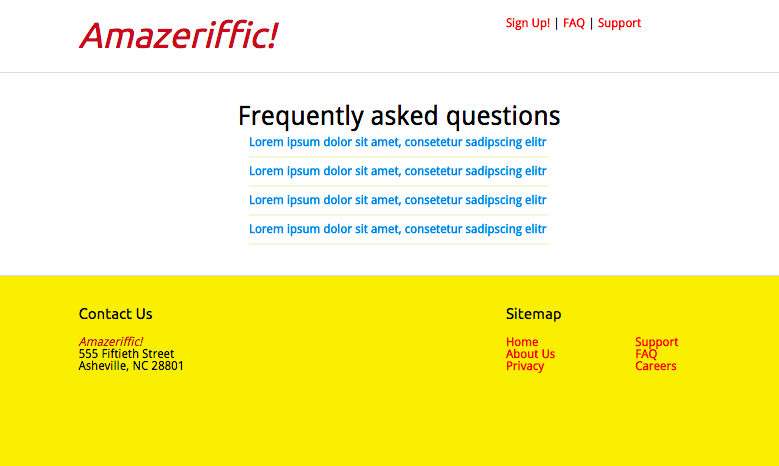 Amazeriffic!
Sign Up! | FAQ | Support
Frequently asked questions
Lorem ipsum dolor sit amet, consetetur sadipscing elitr
Lorem ipsum dolor sit amet, consetetur sadipscing elitr
Lorem ipsum dolor sit amet, consetetur sadipscing elitr
Lorem ipsum dolor sit amet, consetetur sadipscing elitr
Contact Us
Amazeriffic!
555 Fiftieth Street
Asheville, NC 28801
Sitemap
Home
About Us
Privacy
Support
FAQ
Careers